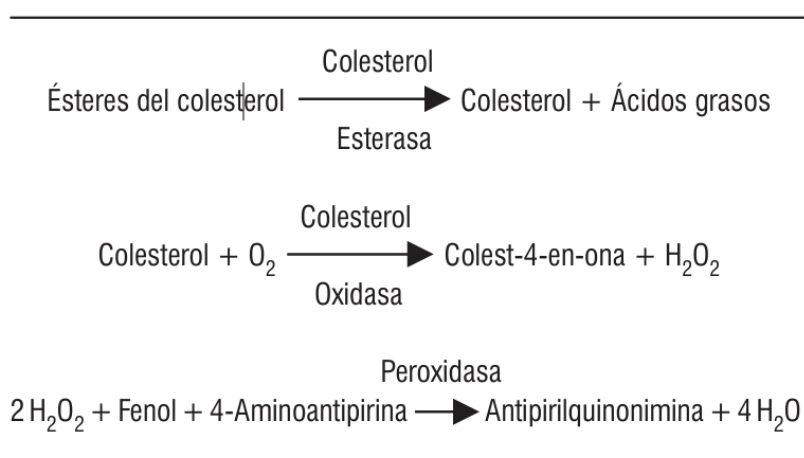 Colesterol
Ésteres del colesterol → Colesterol + Ácidos grasos
Esterasa
Colesterol
Colesterol + O₂ → Colest-4-en-ona + H₂O₂
Oxidasa
Peroxidasa
2 H₂O₂ + Fenol + 4-Aminoantipirina → Antipirilquinonimina + 4 H₂O